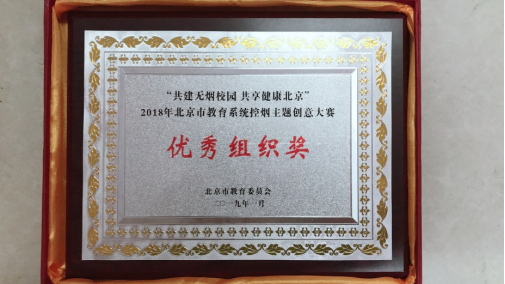 “共建无烟校园 共享健康北京”
2018年北京市教育系统控烟主题创意大赛
优秀组织奖
北京市教育委员会
二〇一九年一月